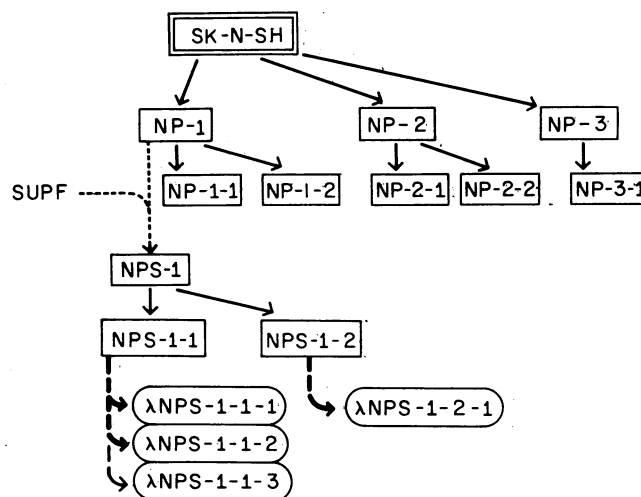 SK-N-SH
NP-1 NP-2 NP-3
SUPF NP-1-1 NP-1-2 NP-2-1 NP-2-2 NP-3-1
NPS-1
NPS-1-1 NPS-1-2
λNPS-1-1-1 λNPS-1-2-1
λNPS-1-1-2
λNPS-1-1-3